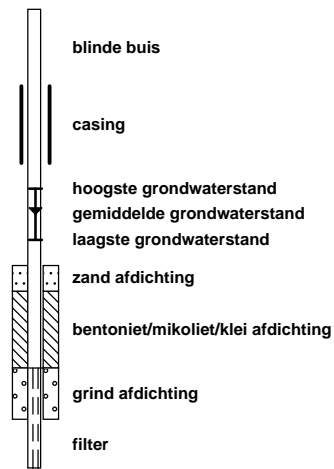 blinde buis
casing
hoogste grondwaterstand
gemiddelde grondwaterstand
laagste grondwaterstand
zand afdichting
bentoniet/mikoliet/klei afdichting
grind afdichting
filter